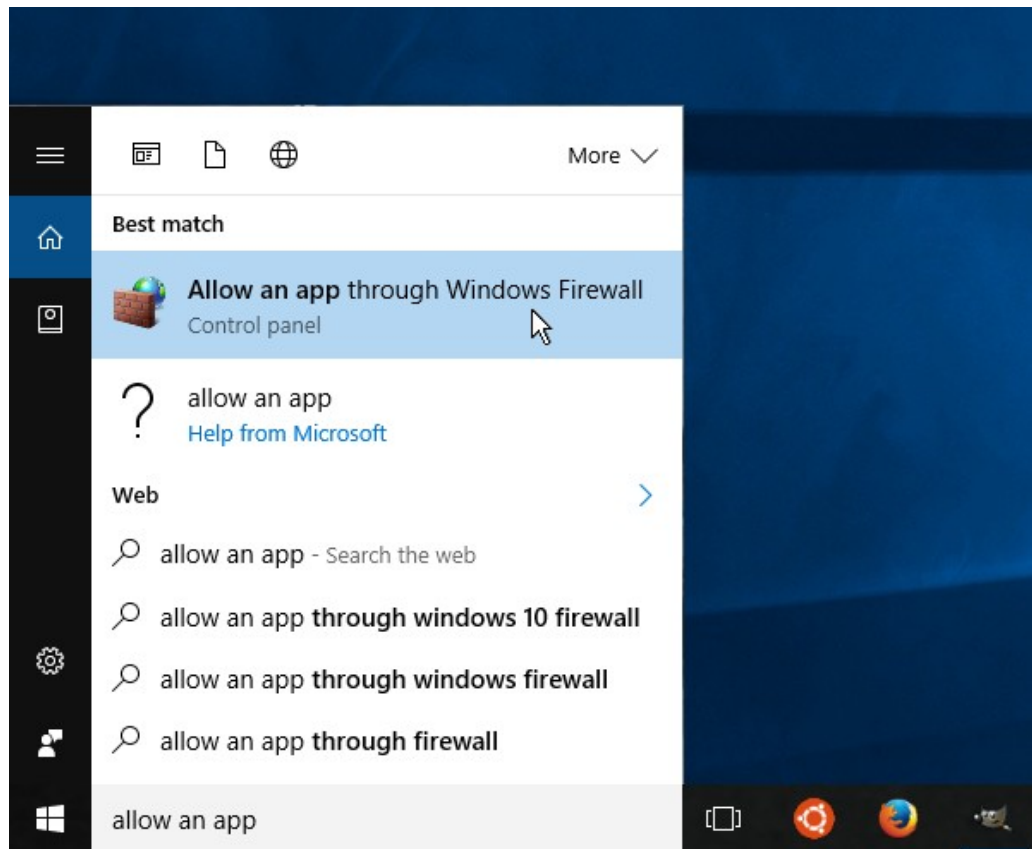 More
Best match
Allow an app through Windows Firewall
Control panel
allow an app
Help from Microsoft
Web
allow an app - Search the web
allow an app through windows 10 firewall
allow an app through windows firewall
allow an app through firewall
allow an app